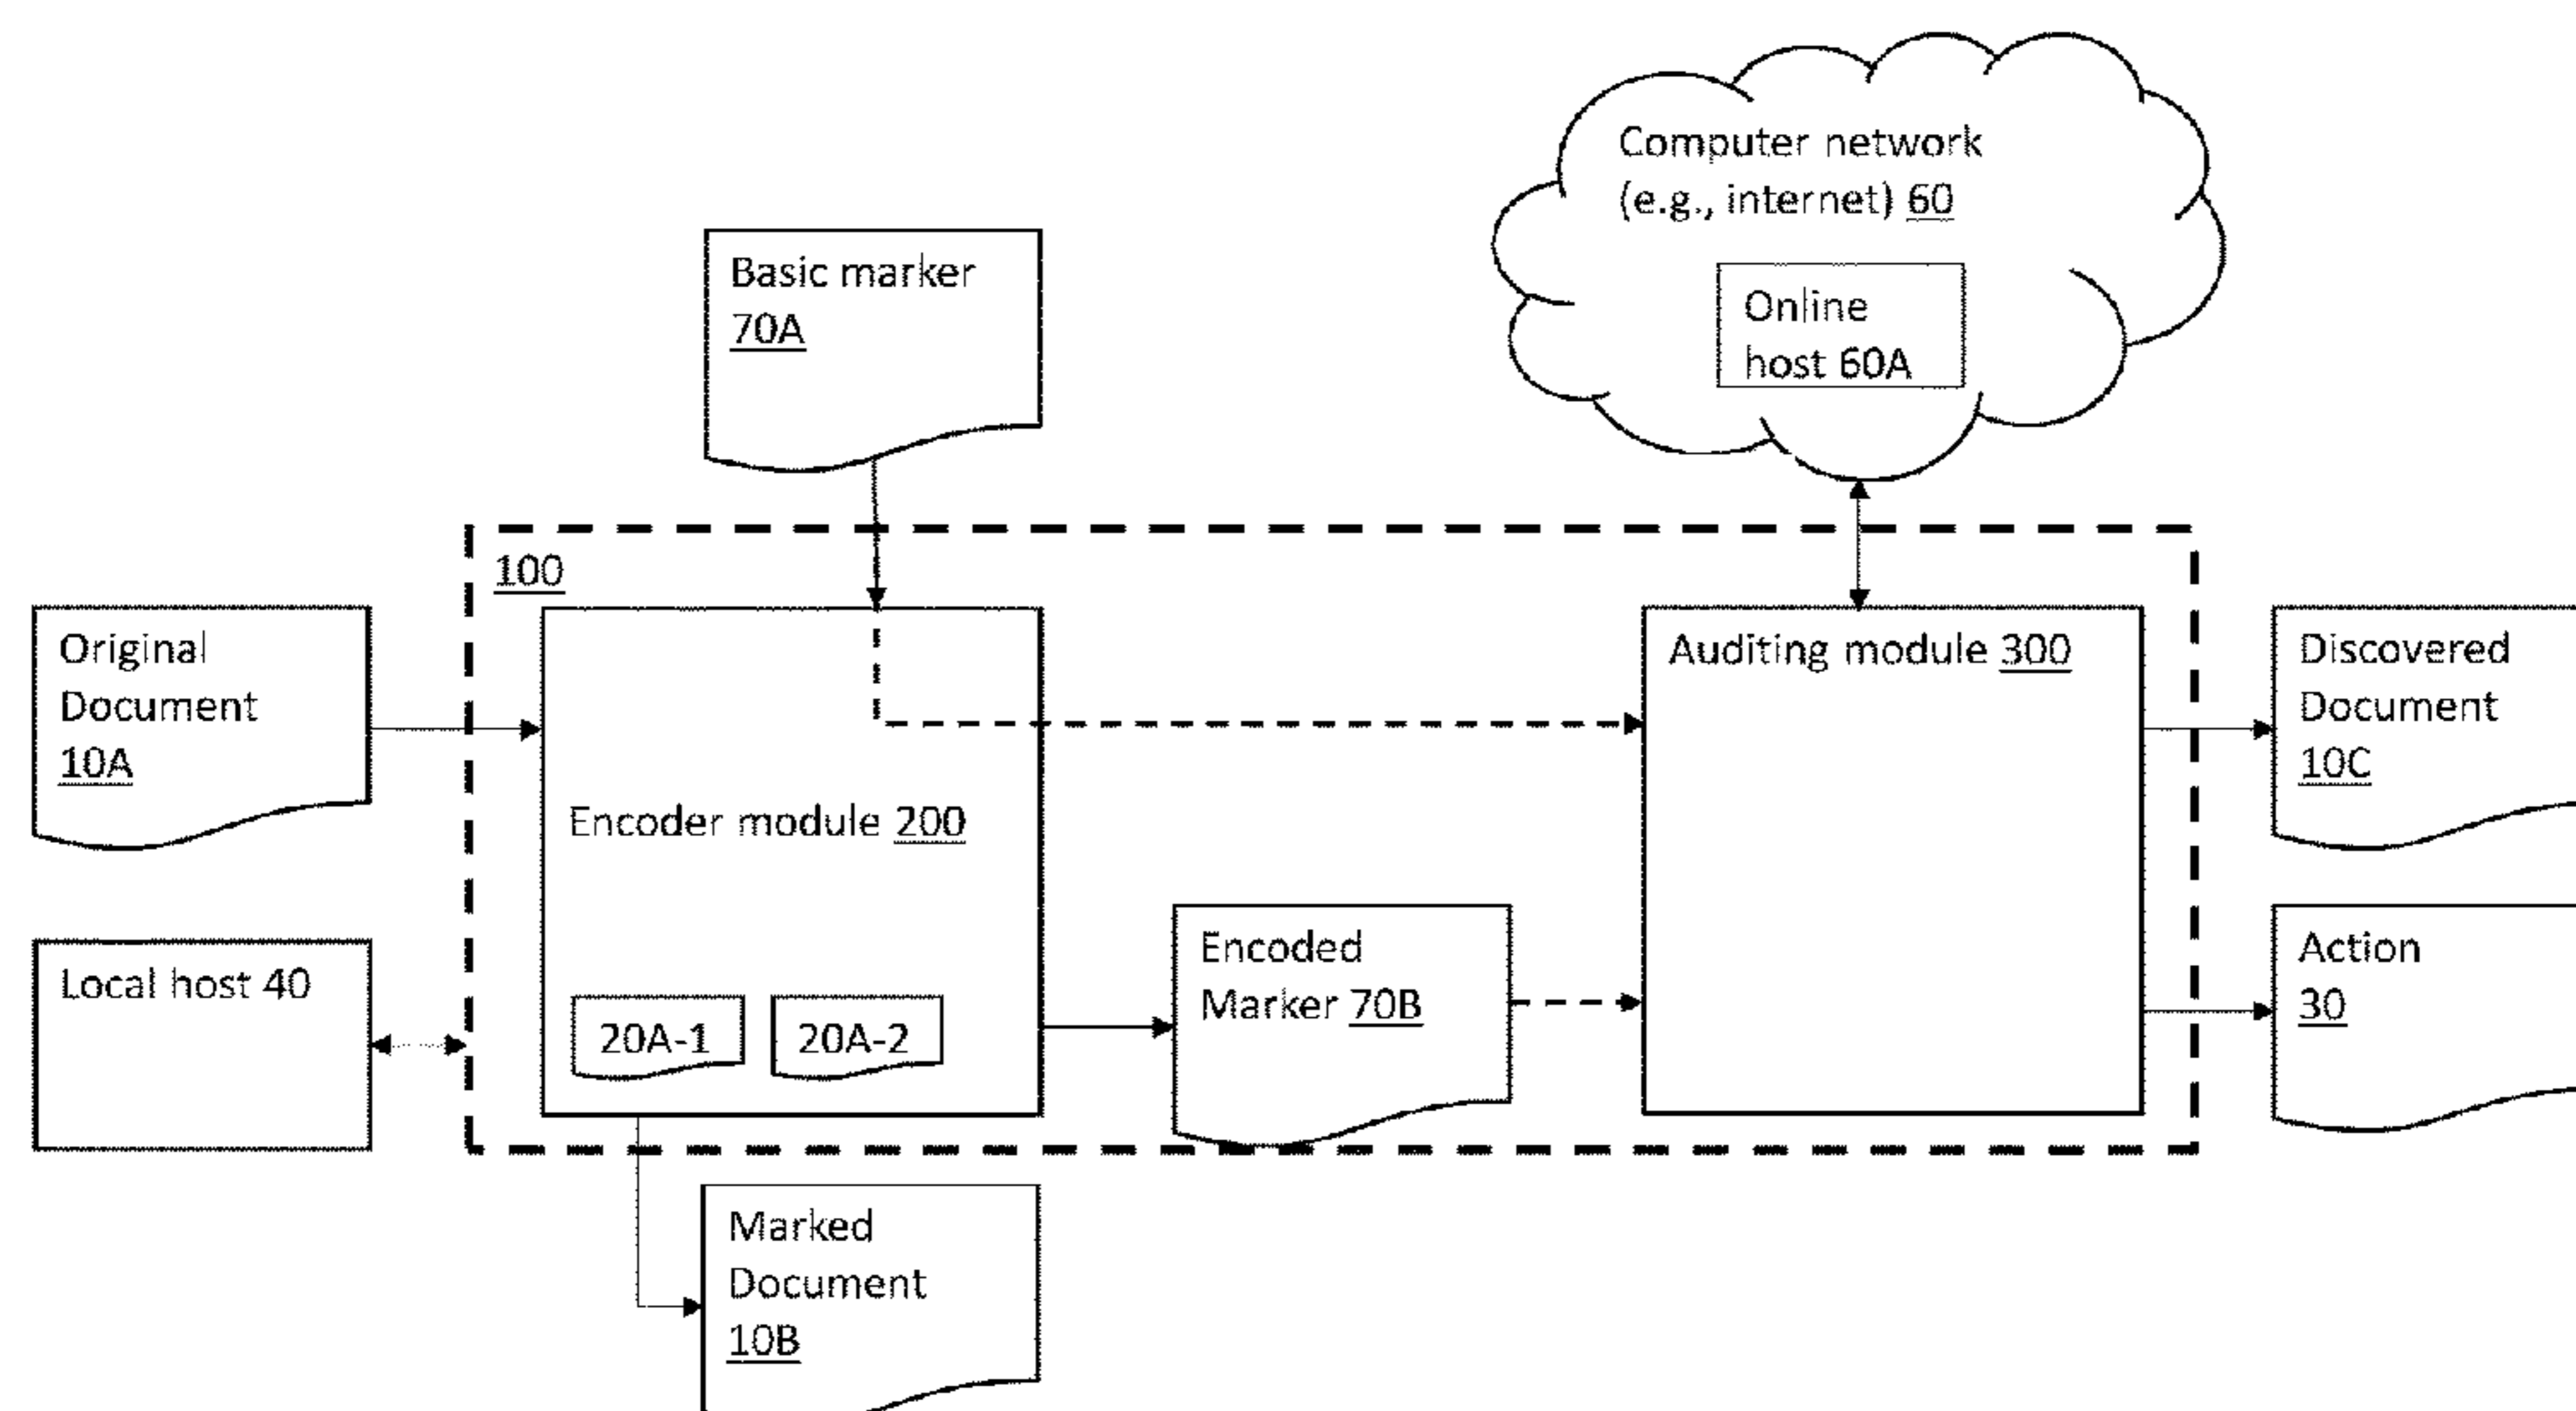 Computer network
(e.g., internet) 60
Online
host 60A
Basic marker
70A
100
Original
Document
10A
Local host 40
Encoder module 200
20A-1
20A-2
Encoded
Marker 70B
Auditing module 300
Discovered
Document
10C
Action
30
Marked
Document
10B